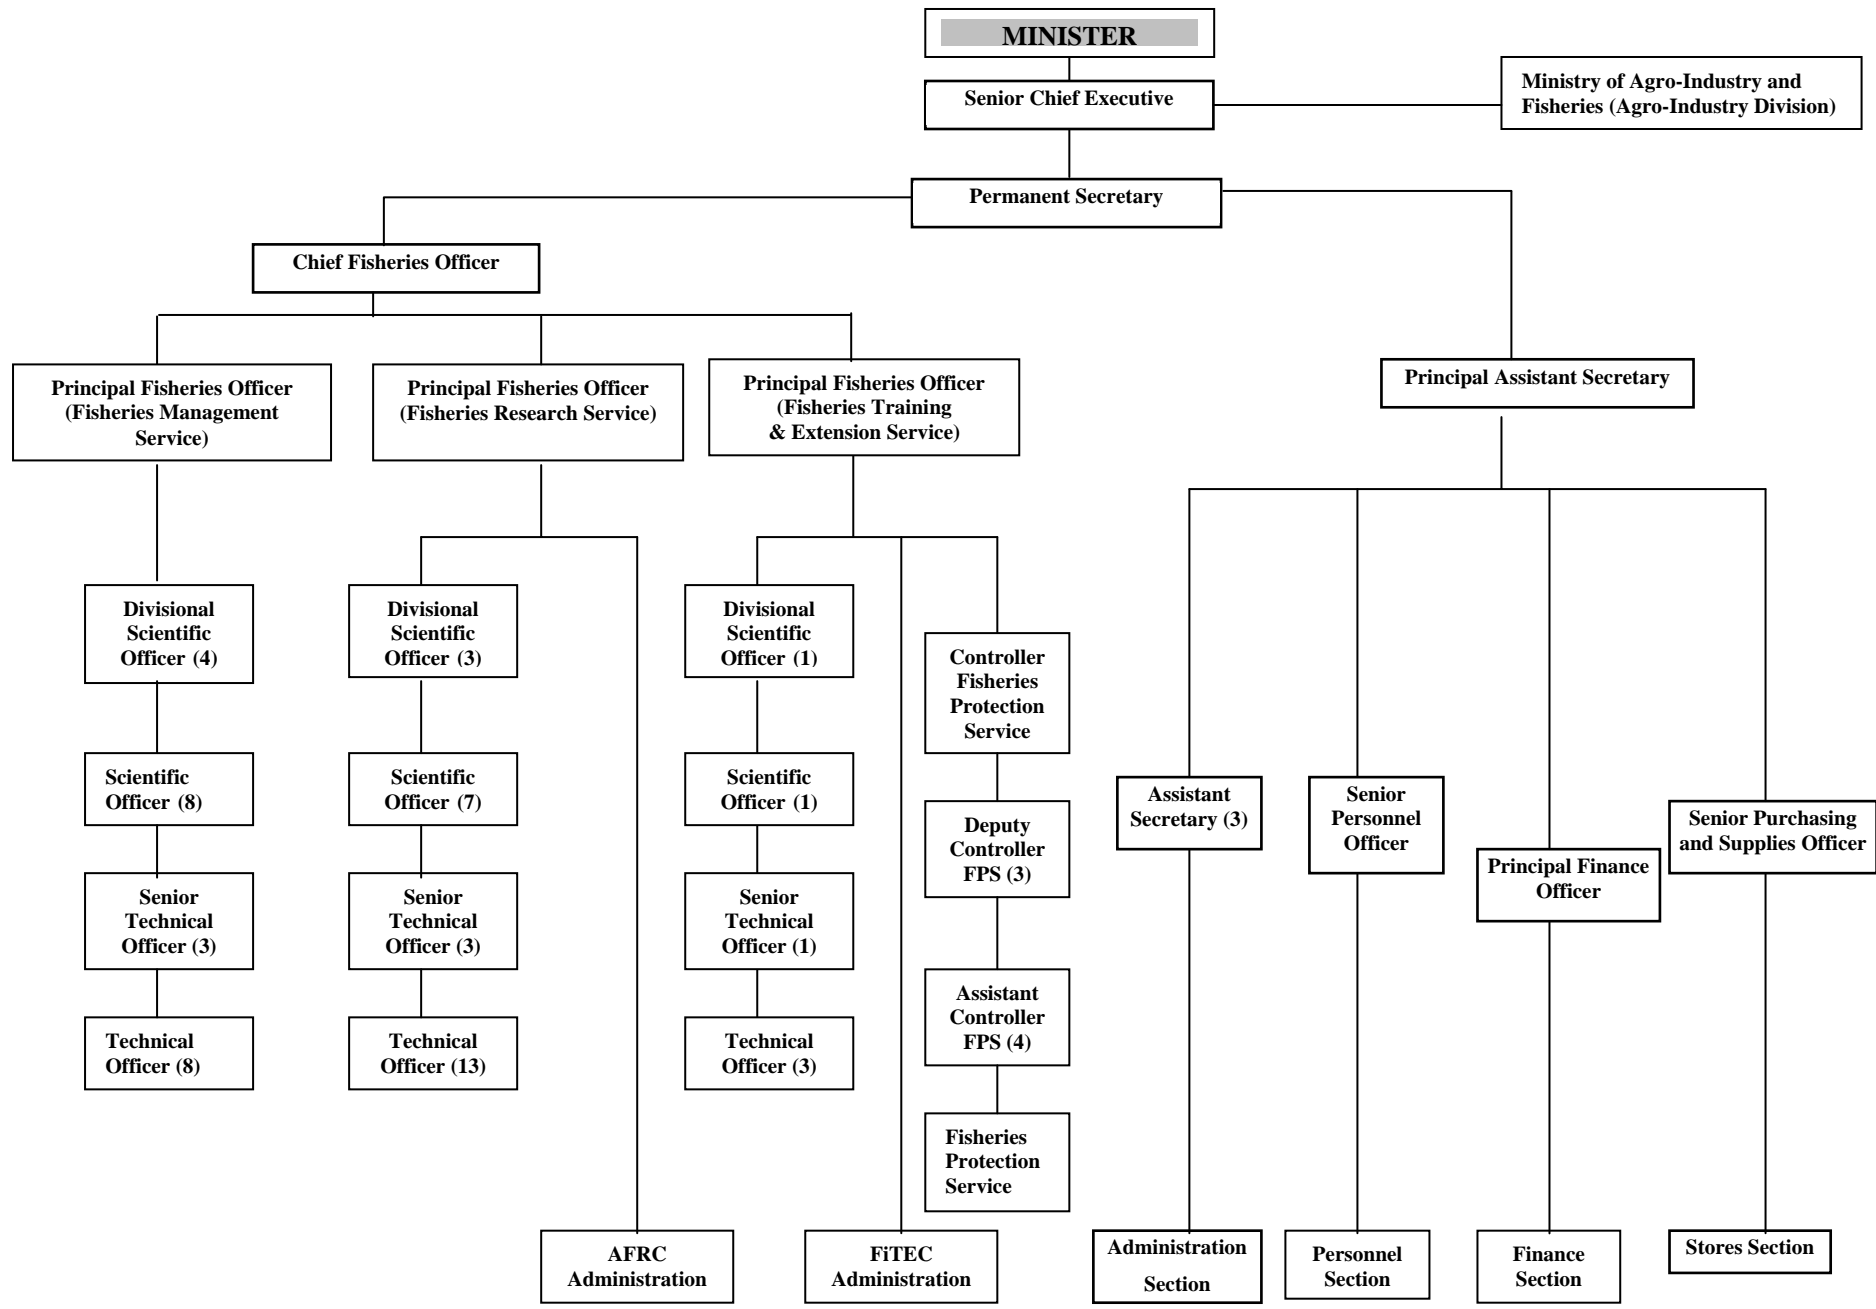 MINISTER
Senior Chief Executive
Ministry of Agro-Industry and
Fisheries (Agro-Industry Division)
Permanent Secretary
Chief Fisheries Officer
Principal Fisheries Officer
(Fisheries Management
Service)
Principal Fisheries Officer
(Fisheries Research Service)
Principal Fisheries Officer
(Fisheries Training
& Extension Service)
Principal Assistant Secretary
Divisional
Scientific
Officer (4)
Divisional
Scientific
Officer (3)
Divisional
Scientific
Officer (1)
Controller
Fisheries
Protection
Service
Scientific
Officer (8)
Scientific
Officer (7)
Scientific
Officer (1)
Deputy
Controller
FPS (3)
Assistant
Secretary (3)
Senior
Personnel
Officer
Principal Finance
Officer
Senior Purchasing
and Supplies Officer
Senior
Technical
Officer (3)
Senior
Technical
Officer (3)
Senior
Technical
Officer (1)
Assistant
Controller
FPS (4)
Technical
Officer (8)
Technical
Officer (13)
Technical
Officer (3)
Fisheries
Protection
Service
AFRC
Administration
FiTEC
Administration
Administration
Section
Personnel
Section
Finance
Section
Stores Section